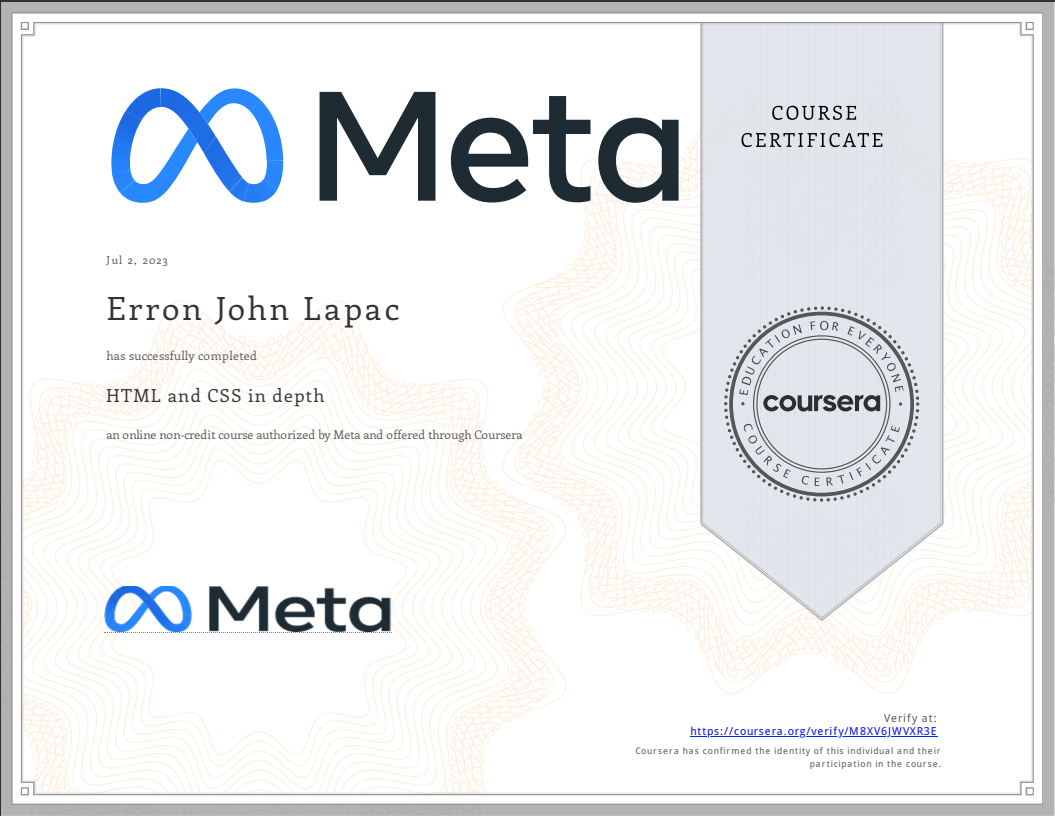 Meta
COURSE
CERTIFICATE
Jul 2, 2023
Erron John Lapac
has successfully completed
HTML and CSS in depth
an online non-credit course authorized by Meta and offered through Coursera
EDUCATION FOR EVERYONE
coursera
COURSE CERTIFICATE
Meta
Verify at:
https://coursera.org/verify/M8XV6JWVXR3E
Coursera has confirmed the identity of this individual and their
participation in the course.